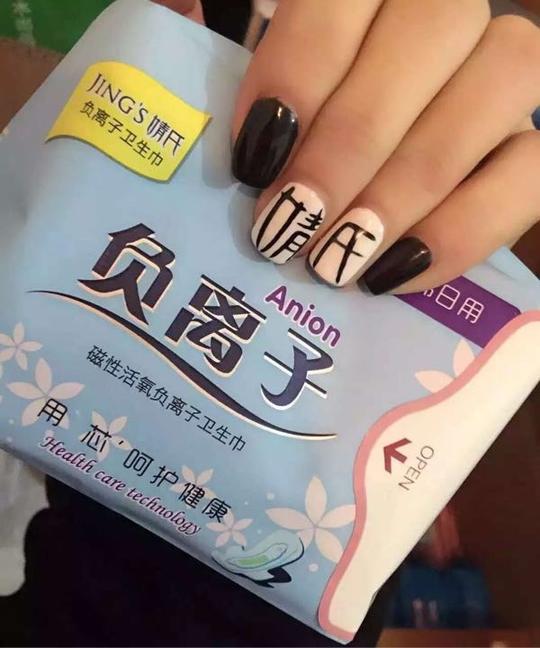 JING'S 情氏
负离子卫生巾
情氏
日用
Anion
负离子
磁性活氧负离子卫生巾
用 芯' 呵护健康
Health care technology
OPEN